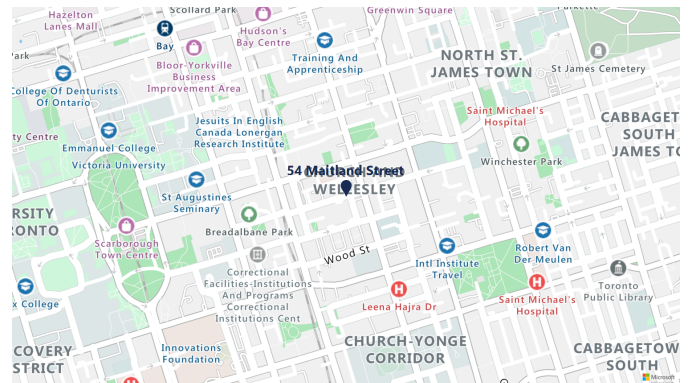 Hazelton
Lanes Mall
Scollard Park
Greenwin Square
Hudson's
Bay Centre
Bay
Park
Bloor-Yorkville
Business
Improvement Area
Training And
Apprenticeship
NORTH ST.
JAMES TOWN
St James Cemetery
College Of Denturists
Of Ontario
Jesuits In English
Canada Lonergan
Research Institute
Saint Michael's
Hospital
CABBAGET
SOUTH
JAMES TO
ty Centre
Emmanuel College
Victoria University
Winchester Park
54 Maitland Street
WELLESLEY
St Augustines
Seminary
RSITY
RONTO
Breadalbane Park
Scarborough
Town Centre
Wood St
Intl Institute
Travel
Robert Van
Der Meulen
Correctional
Facilities-Institutions
And Programs
Correctional
Institutions Cent
x College
Leena Hajra Dr
Saint Michael's
Hospital
Toronto
Public Library
COVERY
STRICT
Innovations
Foundation
CHURCH-YONGE
CORRIDOR
CABBAGETOW
SOUTH
Microsoft